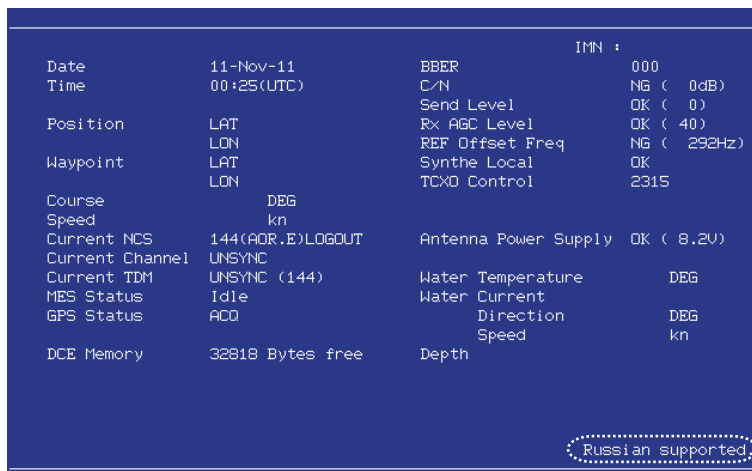 IMN :
Date 11-Nov-11 BBER 000
Time 00:25(UTC) C/N NG ( 0dB)
Send Level OK ( 0)
Position LAT Rx AGC Level OK ( 40)
LON REF Offset Freq NG ( 292Hz)
Waypoint LAT Synthe Local OK
LON TCXO Control 2315
Course DEG
Speed kn
Current NCS 144(AOR.E)LOGOUT Antenna Power Supply OK ( 8.2V)
Current Channel UNSYNC
Current TDM UNSYNC (144) Water Temperature DEG
MES Status Idle Water Current
GPS Status ACQ Direction DEG
Speed kn
DCE Memory 32818 Bytes free Depth
Russian supported